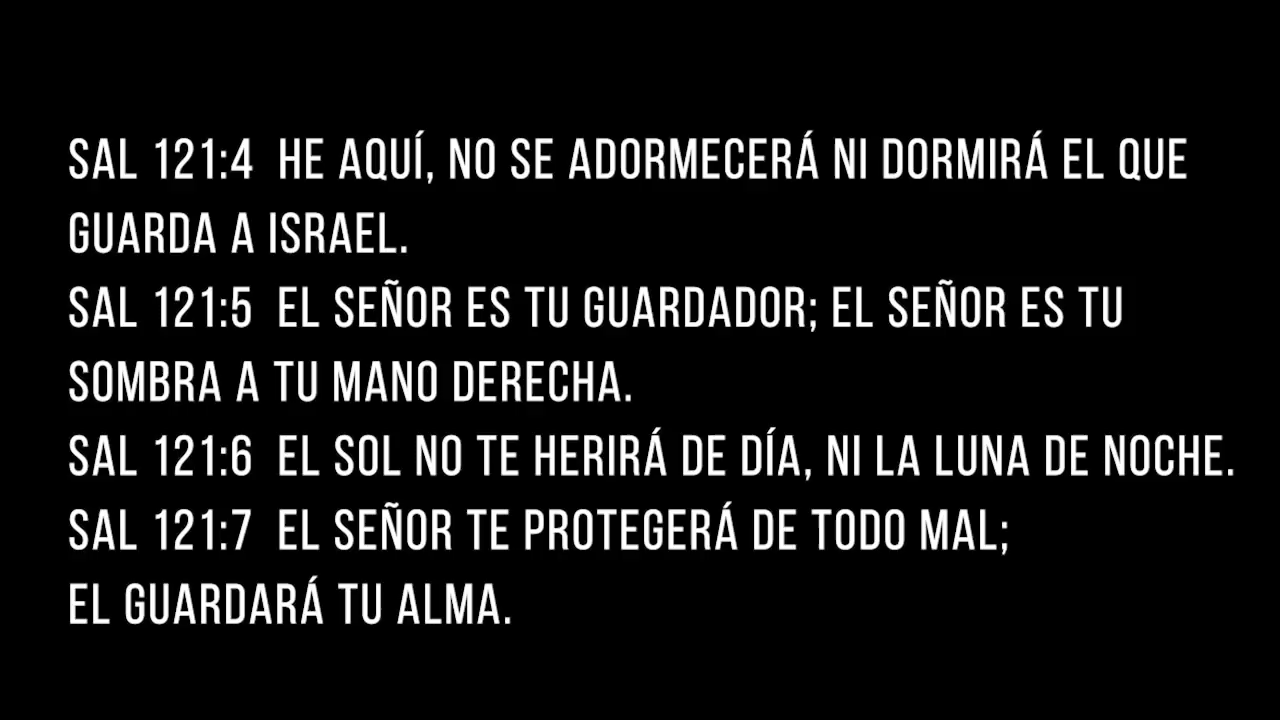 SAL 121:4 HE AQUÍ, NO SE ADORMECERÁ NI DORMIRÁ EL QUE
GUARDA A ISRAEL.
SAL 121:5 EL SEÑOR ES TU GUARDADOR; EL SEÑOR ES TU
SOMBRA A TU MANO DERECHA.
SAL 121:6 EL SOL NO TE HERIRÁ DE DÍA, NI LA LUNA DE NOCHE.
SAL 121:7 EL SEÑOR TE PROTEGERÁ DE TODO MAL;
EL GUARDARÁ TU ALMA.